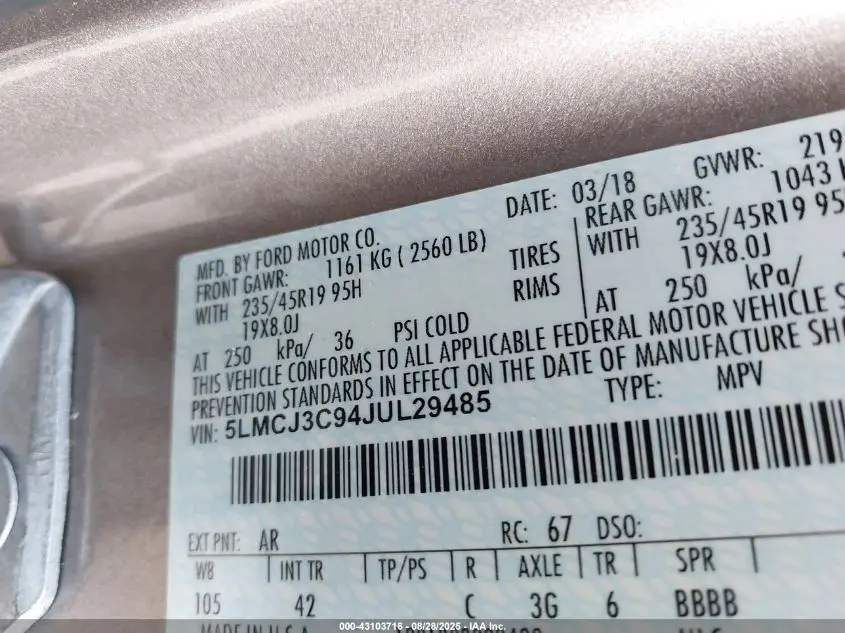 MFD. BY FORD MOTOR CO.
DATE: 03/18
GVWR:
FRONT GAWR: 1161 KG ( 2560 LB)
REAR GAWR: 1043
WITH 235/45R19 95H TIRES
WITH 235/45R19
19X8.0J RIMS
19X8.0J
AT 250 kPa/ 36 PSI COLD
AT 250 kPa/
THIS VEHICLE CONFORMS TO ALL APPLICABLE FEDERAL MOTOR VEHICLE
PREVENTION STANDARDS IN EFFECT ON THE DATE OF MANUFACTURE
VIN: 5LMCJ3C94JUL29485
TYPE: MPV
EXT PNT: AR RC: 67 DSO:
WB INT TR TP/PS R AXLE TR SPR
105 42 C 3G 6 BBBB
MADE IN U.S.A.
000-43103716 - 08/28/2025 - IAA Inc.